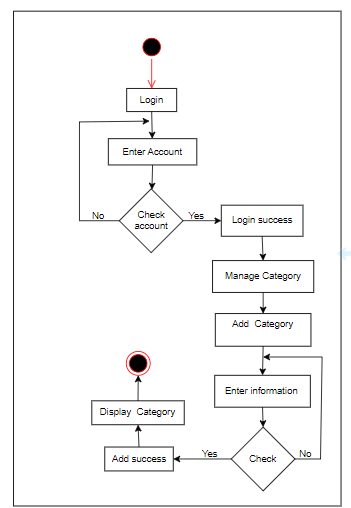 Login
Enter Account
Check
account
No
Yes
Login success
Manage Category
Add Category
Enter information
Display Category
Add success
Yes
Check
No